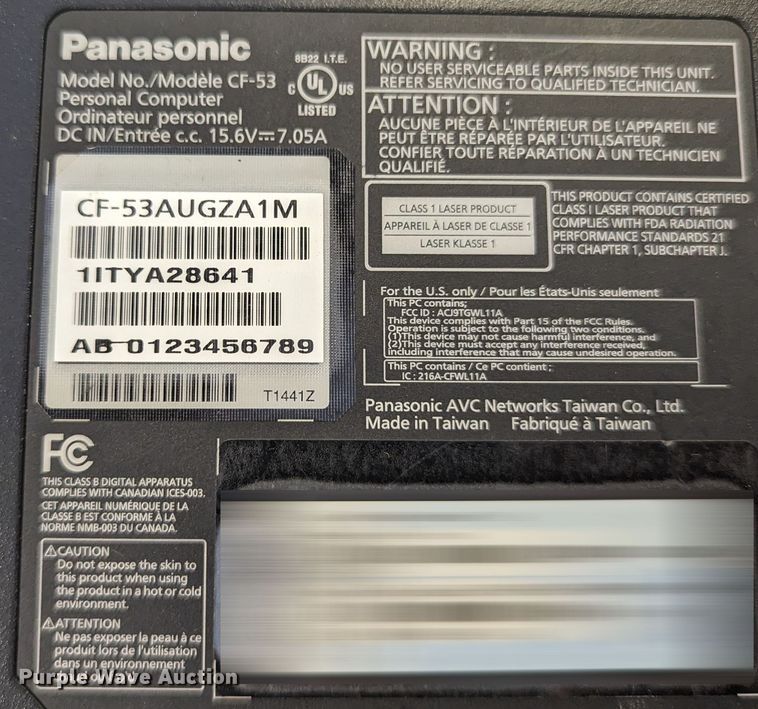 Panasonic
Model No./Modèle CF-53
Personal Computer
Ordinateur personnel
DC IN/Entrée c.c. 15.6V⎓7.05A
8B22 I.T.E.
C UL US
LISTED
WARNING :
NO USER SERVICEABLE PARTS INSIDE THIS UNIT.
REFER SERVICING TO QUALIFIED TECHNICIAN.
ATTENTION :
AUCUNE PIÈCE À L'INTÉRIEUR DE L'APPAREIL NE
PEUT ÊTRE RÉPARÉE PAR L'UTILISATEUR.
CONFIER TOUTE RÉPARATION À UN TECHNICIEN
QUALIFIÉ.
CF-53AUGZA1M
1ITYA28641
AB 0123456789
T1441Z
CLASS 1 LASER PRODUCT
APPAREIL À LASER DE CLASSE 1
LASER KLASSE 1
THIS PRODUCT CONTAINS CERTIFIED
CLASS I LASER PRODUCT THAT
COMPLIES WITH FDA RADIATION
PERFORMANCE STANDARDS 21
CFR CHAPTER 1, SUBCHAPTER J.
For the U.S. only / Pour les États-Unis seulement
This PC contains;
FCC ID : ACJ9TGWL11A
This device complies with Part 15 of the FCC Rules.
Operation is subject to the following two conditions.
(1)This device may not cause harmful interference, and
(2)This device must accept any interference received,
including interference that may cause undesired operation.
This PC contains / Ce PC contient ;
IC : 216A-CFWL11A
Panasonic AVC Networks Taiwan Co., Ltd.
Made in Taiwan Fabriqué à Taiwan
FC
THIS CLASS B DIGITAL APPARATUS
COMPLIES WITH CANADIAN ICES-003.
CET APPAREIL NUMÉRIQUE DE LA
CLASSE B EST CONFORME À LA
NORME NMB-003 DU CANADA.
⚠CAUTION
Do not expose the skin to
this product when using
the product in a hot or cold
environment.
⚠ATTENTION
Ne pas exposer la peau à ce
produit lors de l'utilisation
dans un environnement
Purple Wave Auction